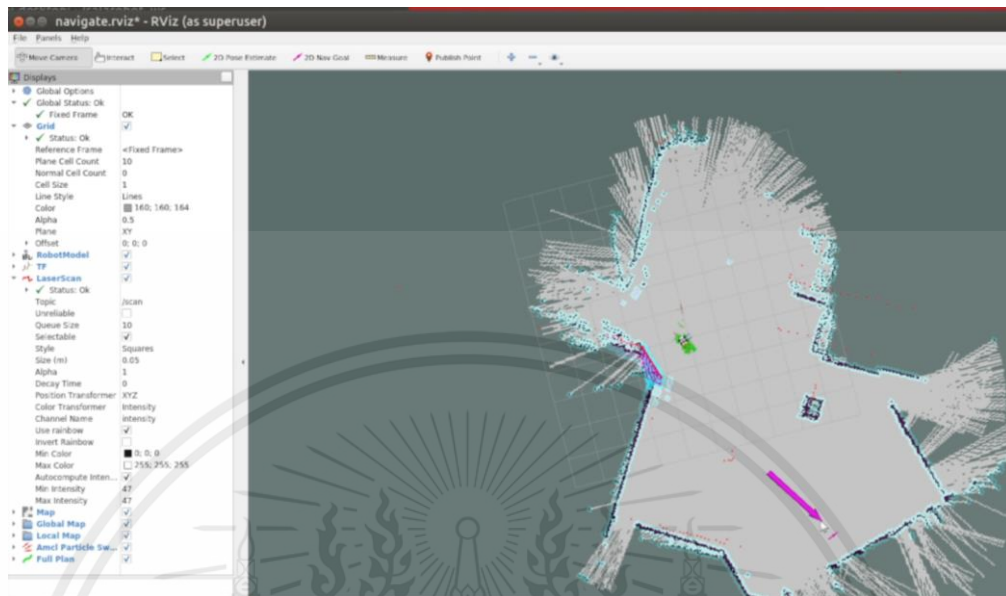 navigate.rviz* - RViz (as superuser)
File Panels Help
Move Camera Interact Select 2D Pose Estimate 2D Nav Goal Measure Publish Point
Displays
Global Options
Global Status: Ok
Fixed Frame OK
Grid
Status: Ok
Reference Frame <Fixed Frame>
Plane Cell Count 10
Normal Cell Count 0
Cell Size 1
Line Style Lines
Color 160; 160; 164
Alpha 0.5
Plane XY
Offset 0; 0; 0
RobotModel
TF
LaserScan
Status: Ok
Topic /scan
Unreliable
Queue Size 10
Selectable
Style Squares
Size (m) 0.05
Alpha 1
Decay Time 0
Position Transformer XYZ
Color Transformer Intensity
Channel Name intensity
Use rainbow
Invert Rainbow
Min Color 0; 0; 0
Max Color 255; 255; 255
Autocompute Inten...
Min Intensity 47
Max Intensity 47
Map
Global Map
Local Map
Amcl Particle Sw...
Full Plan